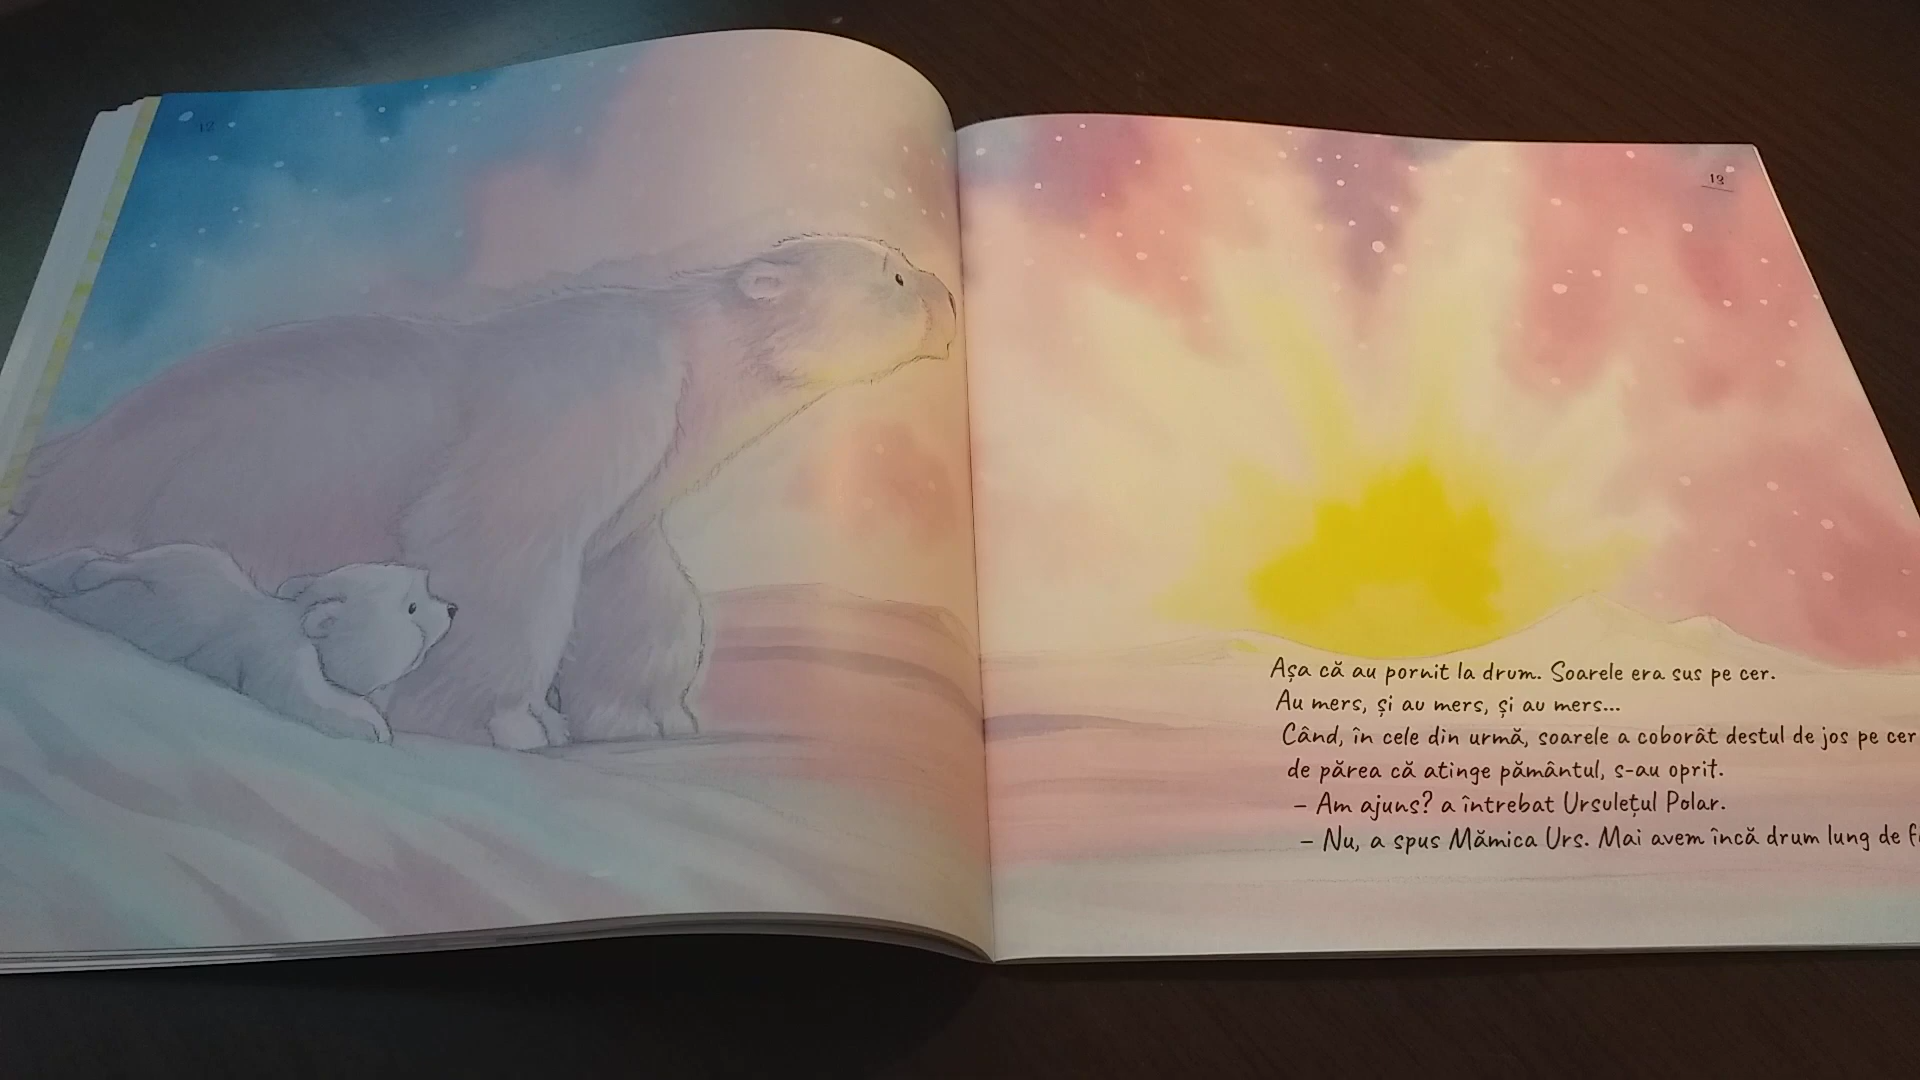 12
13
Așa că au pornit la drum. Soarele era sus pe cer.
Au mers, și au mers, și au mers...
Când, în cele din urmă, soarele a coborât destul de jos pe cer
de părea că atinge pământul, s-au oprit.
– Am ajuns? a întrebat Ursulețul Polar.
– Nu, a spus Mămica Urs. Mai avem încă drum lung de